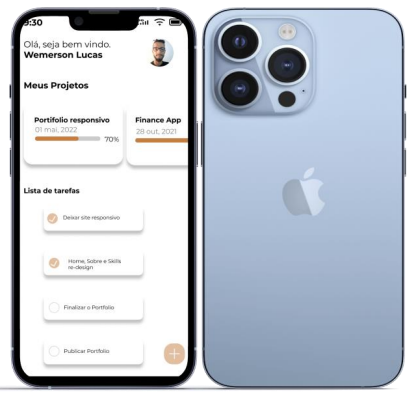 9:30
Olá, seja bem vindo.
Wemerson Lucas
Meus Projetos
Portifolio responsivo
01 mai, 2022
70%
Finance App
28 out, 2021
Lista de tarefas
Deixar site responsivo
Home, Sobre e Skills
re-design
Finalizar o Portfolio
Publicar Portfolio